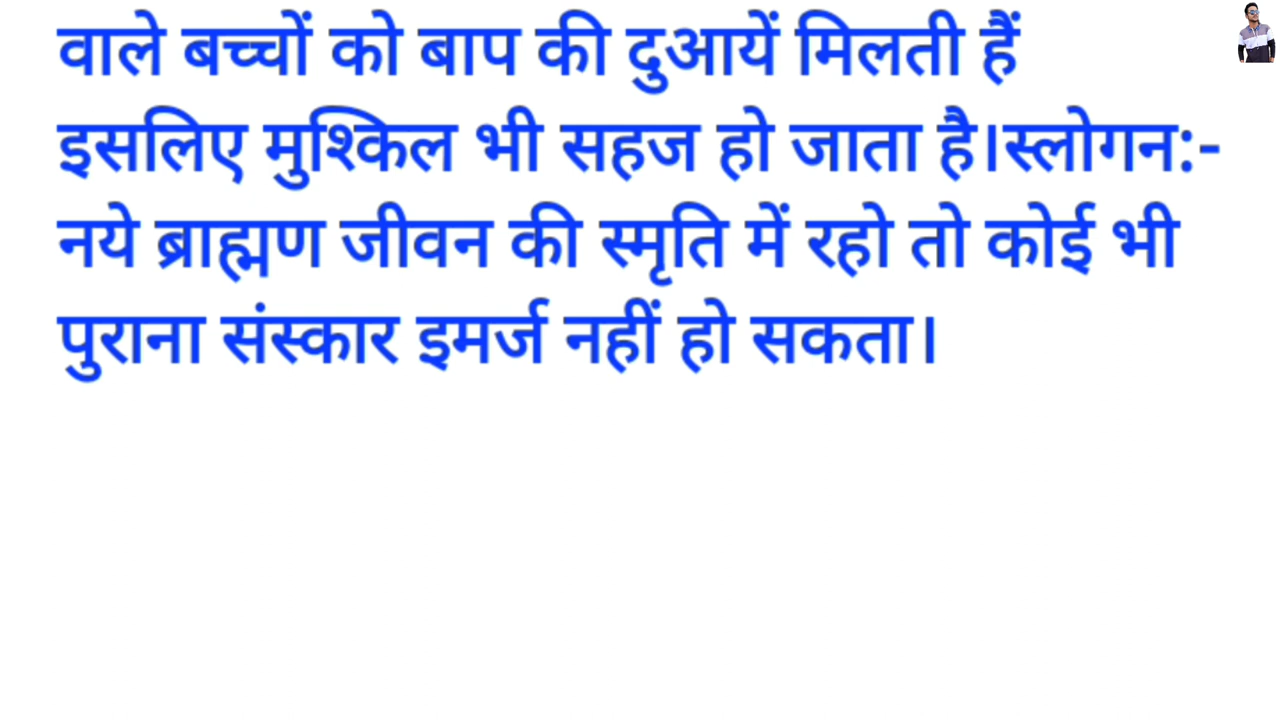 वाले बच्चों को बाप की दुआयें मिलती हैं
इसलिए मुश्किल भी सहज हो जाता है।स्लोगन:-
नये ब्राह्मण जीवन की स्मृति में रहो तो कोई भी
पुराना संस्कार इमर्ज नहीं हो सकता।